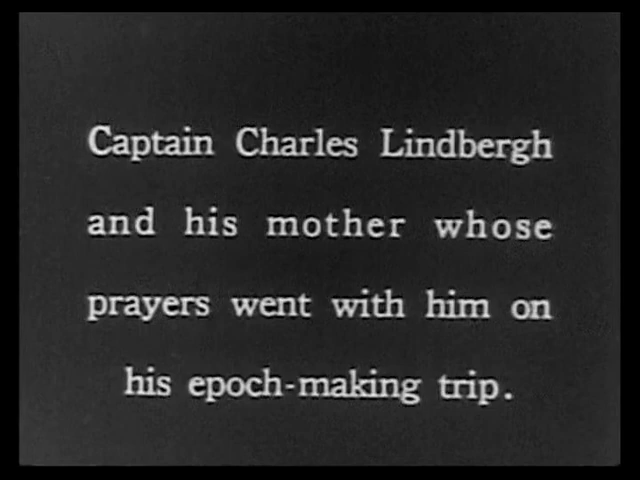 Captain Charles Lindbergh
and his mother whose
prayers went with him on
his epoch-making trip.